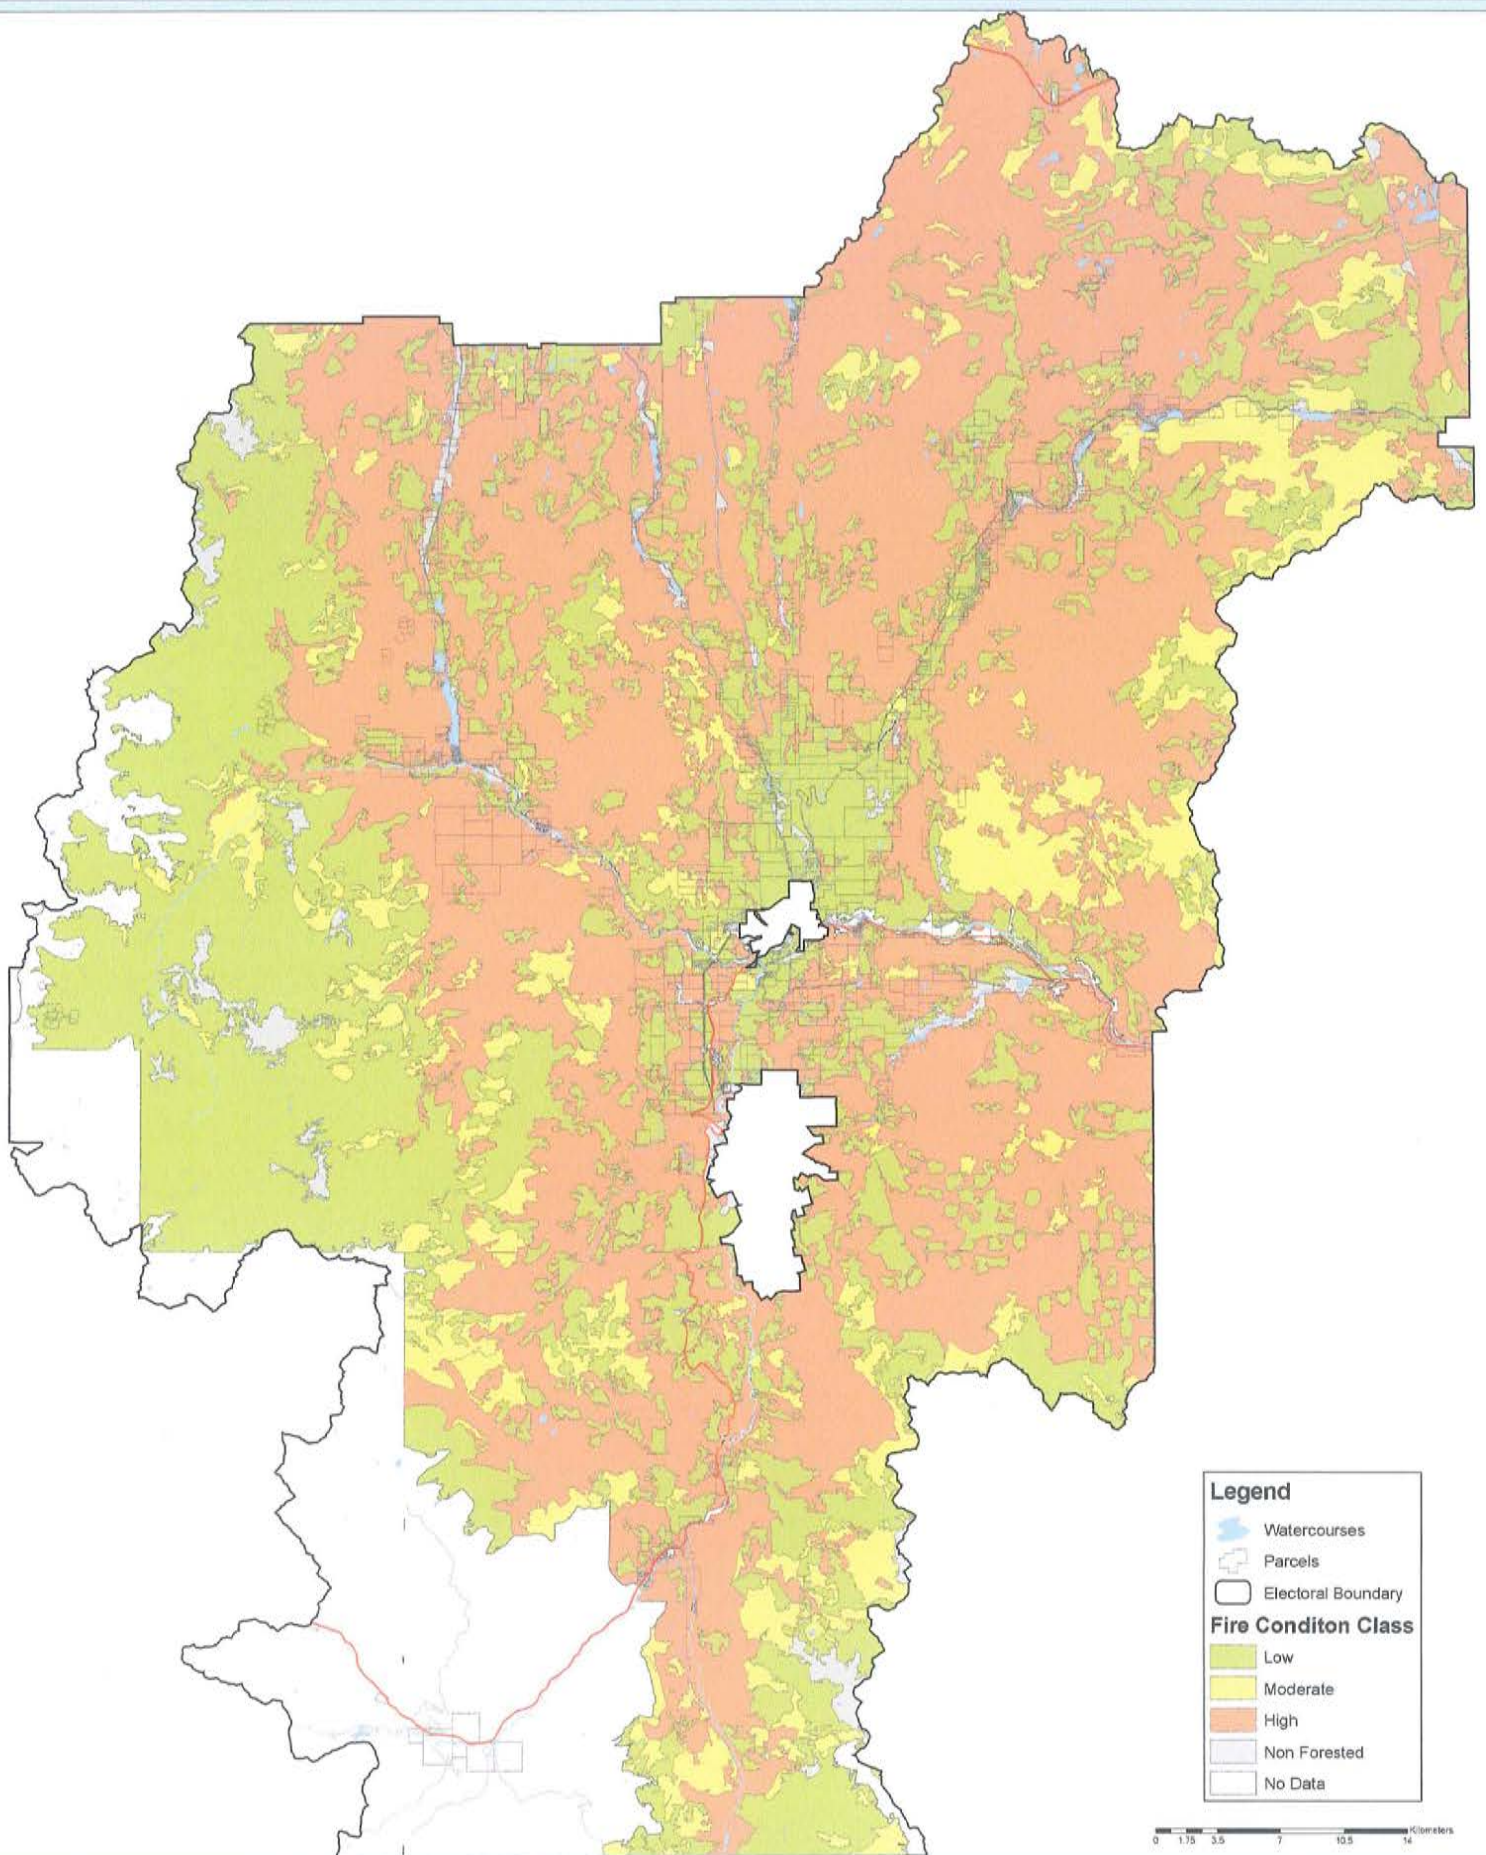 Legend
Watercourses
Parcels
Electoral Boundary
Fire Conditon Class
Low
Moderate
High
Non Forested
No Data
Kilometers
0 1.75 3.5 7 10.5 14